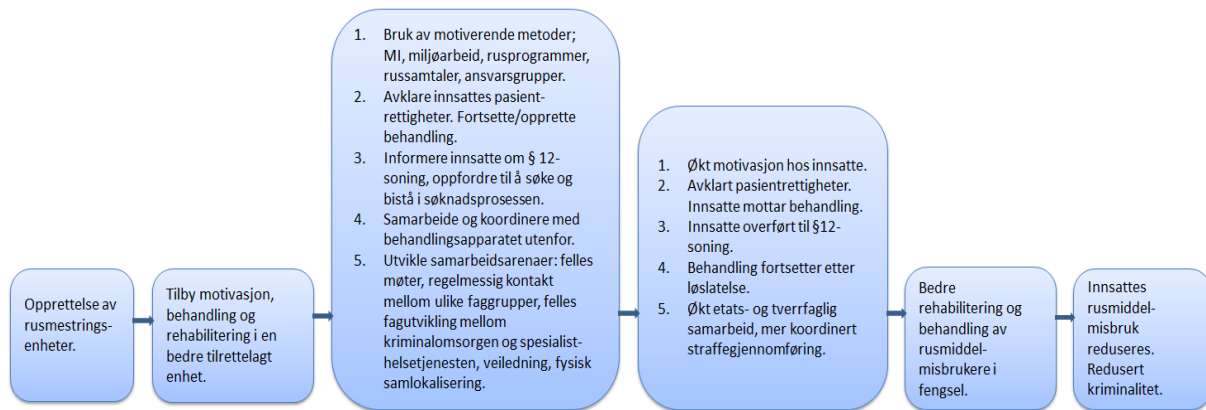 Opprettelse av
rusmestrings-
enheter.
Tilby motivasjon,
behandling og
rehabilitering i en
bedre tilrettelagt
enhet.
1. Bruk av motiverende metoder;
MI, miljøarbeid, rusprogrammer,
russamtaler, ansvarsgrupper.
2. Avklare innsattes pasient-
rettigheter. Fortsette/opprette
behandling.
3. Informere innsatte om § 12-
soning, oppfordre til å søke og
bistå i søknadsprosessen.
4. Samarbeide og koordinere med
behandlingsapparatet utenfor.
5. Utvikle samarbeidsarenaer: felles
møter, regelmessig kontakt
mellom ulike faggrupper, felles
fagutvikling mellom
kriminalomsorgen og spesialist-
helsetjenesten, veiledning, fysisk
samlokalisering.
1. Økt motivasjon hos innsatte.
2. Avklart pasientrettigheter.
Innsatte mottar behandling.
3. Innsatte overført til §12-
soning.
4. Behandling fortsetter etter
løslatelse.
5. Økt etats- og tverrfaglig
samarbeid, mer koordinert
straffegjennomføring.
Bedre
rehabilitering og
behandling av
rusmiddel-
misbrukere i
fengsel.
Innsattes
rusmiddel-
misbruk
reduseres.
Redusert
kriminalitet.